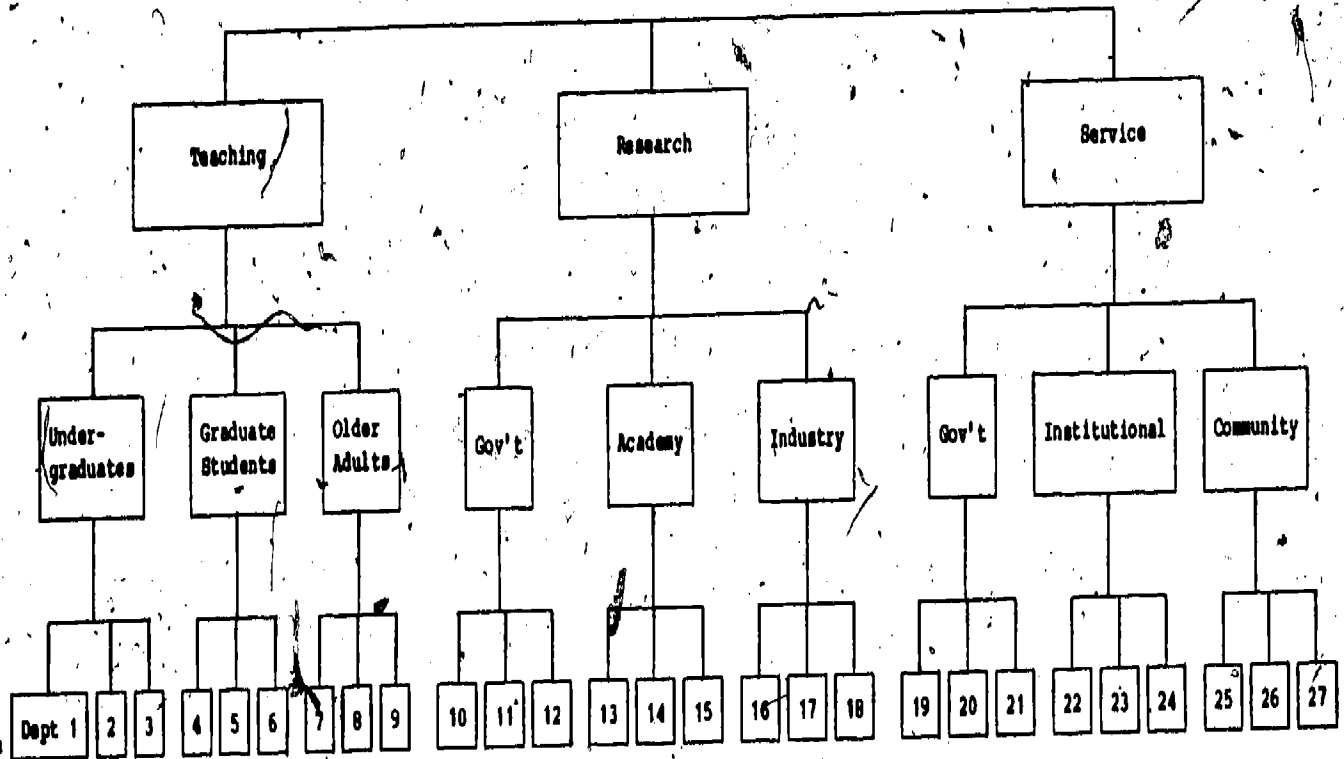 Teaching
Research
Service
Under-
graduates
Graduate
Students
Older
Adults
Gov't
Academy
Industry
Gov't
Institutional
Community
Dept 1
2
3
4
5
6
7
8
9
10
11
12
13
14
15
16
17
18
19
20
21
22
23
24
25
26
27